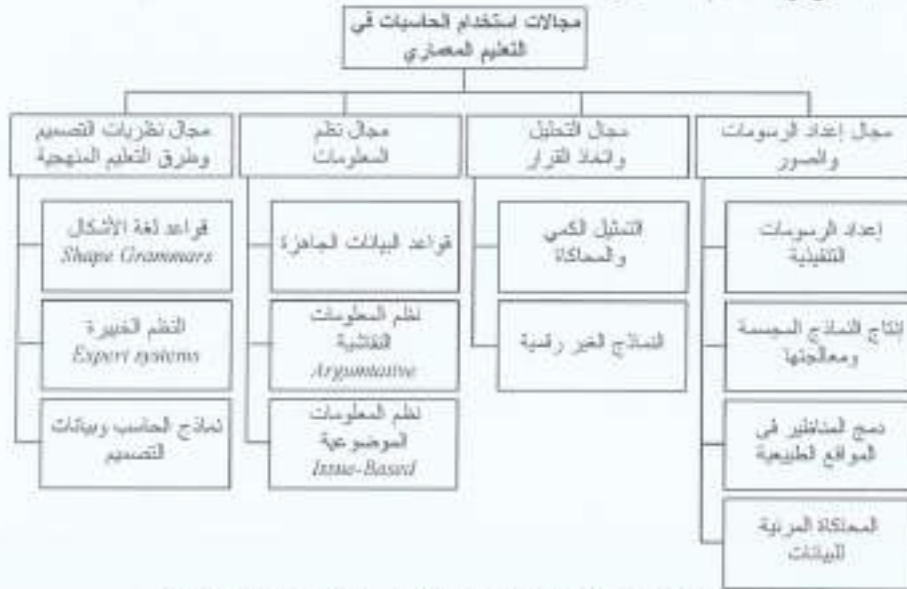 مجالات استخدام الحاسبات في
التعليم المعماري
مجال إعداد الرسومات
والصور
مجال التحليل
واتخاذ القرار
مجال نظم
المعلومات
مجال نظريات التصميم
وطرق التعليم المنهجية
إعداد الرسومات
التنفيذية
إنتاج النماذج المجسمة
ومعالجتها
دمج المناظير في
المواقع الطبيعية
المحاكاة المرئية
للبيانات
التمثيل الكمي
والمحاكاة
النماذج الغير رقمية
قواعد البيانات الجاهزة
نظم المعلومات
النقاشية
Argumtative
نظم المعلومات
الموضوعية
Issue-Based
قواعد لغة الأشكال
Shape Grammars
النظم الخبيرة
Expert systems
نماذج الحاسب وبيانات
التصميم